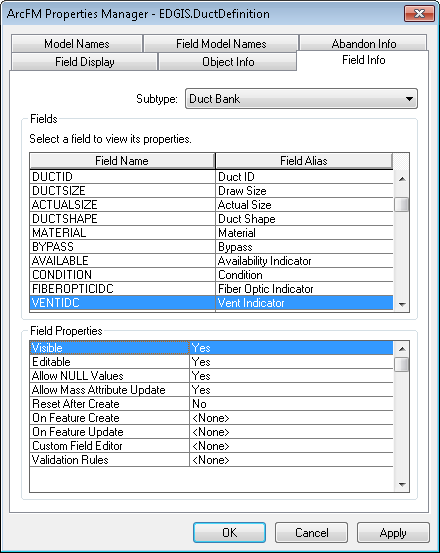 ArcFM Properties Manager - EDGIS.DuctDefinition
Model Names Field Model Names Abandon Info
Field Display Object Info Field Info
Subtype: Duct Bank
Fields
Select a field to view its properties.
Field Name Field Alias
DUCTID Duct ID
DUCTSIZE Draw Size
ACTUALSIZE Actual Size
DUCTSHAPE Duct Shape
MATERIAL Material
BYPASS Bypass
AVAILABLE Availability Indicator
CONDITION Condition
FIBEROPTICIDC Fiber Optic Indicator
VENTIDC Vent Indicator
Field Properties
Visible Yes
Editable Yes
Allow NULL Values Yes
Allow Mass Attribute Update Yes
Reset After Create No
On Feature Create <None>
On Feature Update <None>
Custom Field Editor <None>
Validation Rules <None>
OK Cancel Apply